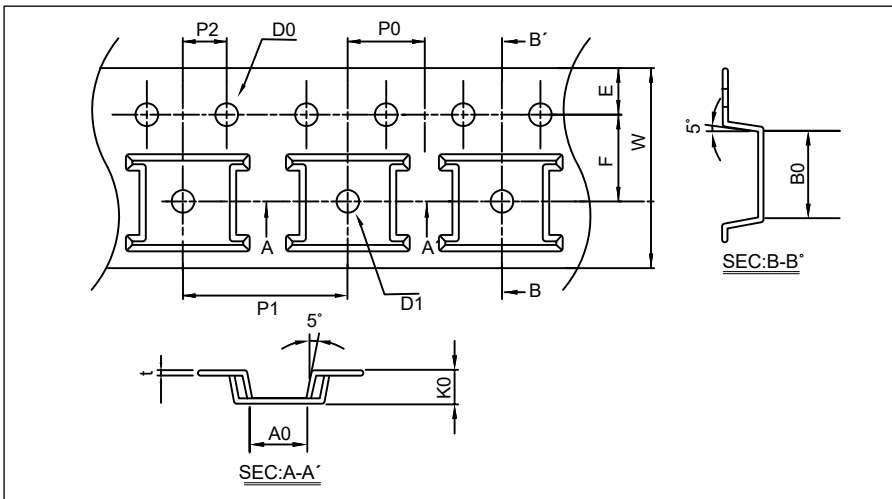 P2
D0
P0
B´
E
W
F
5°
B0
A
A´
SEC:B-B°
P1
D1
B
5°
t
K0
A0
SEC:A-A´